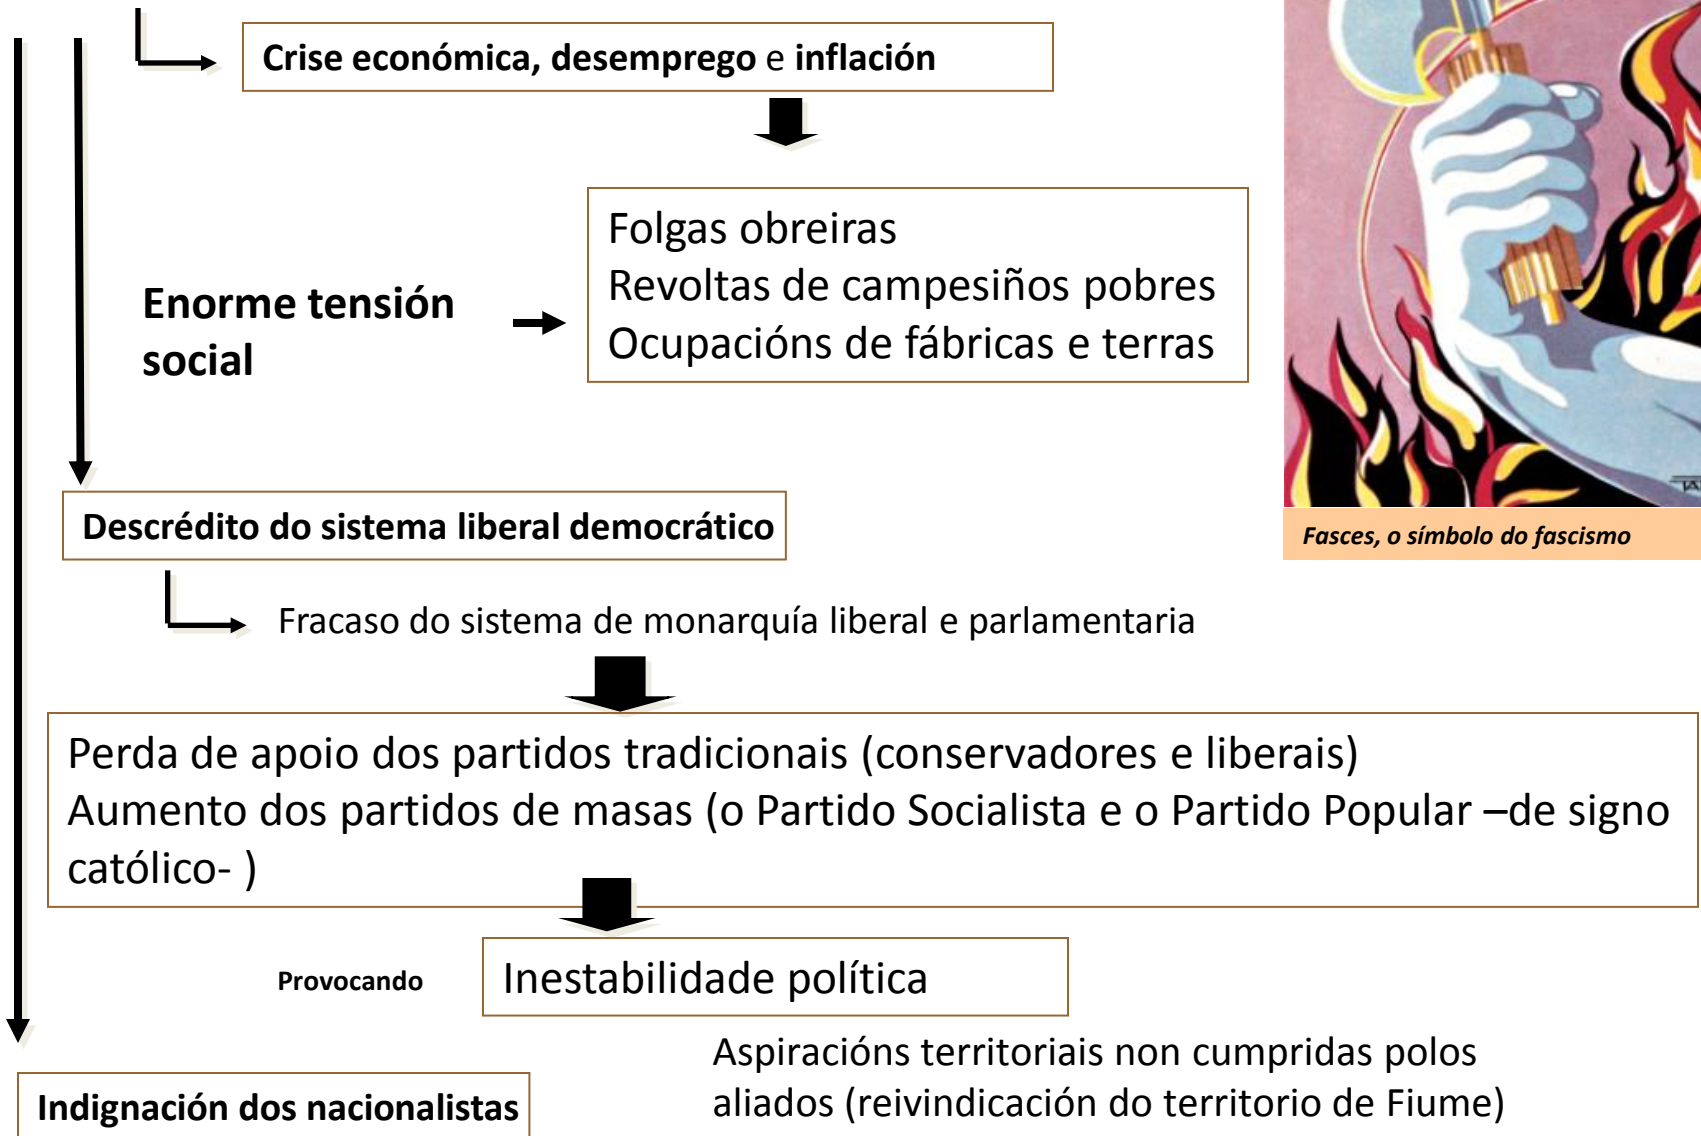 Crise económica, desemprego e inflación
Folgas obreiras
Revoltas de campesiños pobres
Ocupacións de fábricas e terras
Enorme tensión
social
Descrédito do sistema liberal democrático
Fasces, o símbolo do fascismo
Fracaso do sistema de monarquía liberal e parlamentaria
Perda de apoio dos partidos tradicionais (conservadores e liberais)
Aumento dos partidos de masas (o Partido Socialista e o Partido Popular –de signo
católico- )
Provocando
Inestabilidade política
Aspiracións territoriais non cumpridas polos
aliados (reivindicación do territorio de Fiume)
Indignación dos nacionalistas